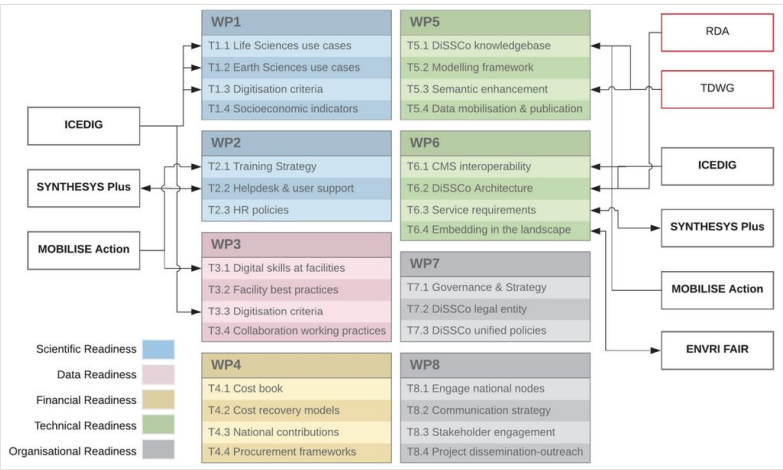 WP1
T1.1 Life Sciences use cases
T1.2 Earth Sciences use cases
T1.3 Digitisation criteria
T1.4 Socioeconomic indicators
WP2
T2.1 Training Strategy
T2.2 Helpdesk & user support
T2.3 HR policies
WP3
T3.1 Digital skills at facilities
T3.2 Facility best practices
T3.3 Digitisation criteria
T3.4 Collaboration working practices
WP4
T4.1 Cost book
T4.2 Cost recovery models
T4.3 National contributions
T4.4 Procurement frameworks
WP5
T5.1 DiSSCo knowledgebase
T5.2 Modelling framework
T5.3 Semantic enhancement
T5.4 Data mobilisation & publication
WP6
T6.1 CMS interoperability
T6.2 DiSSCo Architecture
T6.3 Service requirements
T6.4 Embedding in the landscape
WP7
T7.1 Governance & Strategy
T7.2 DiSSCo legal entity
T7.3 DiSSCo unified policies
WP8
T8.1 Engage national nodes
T8.2 Communication strategy
T8.3 Stakeholder engagement
T8.4 Project dissemination-outreach
ICEDIG
SYNTHESYS Plus
MOBILISE Action
RDA
TDWG
ICEDIG
SYNTHESYS Plus
MOBILISE Action
ENVRI FAIR
Scientific Readiness
Data Readiness
Financial Readiness
Technical Readiness
Organisational Readiness